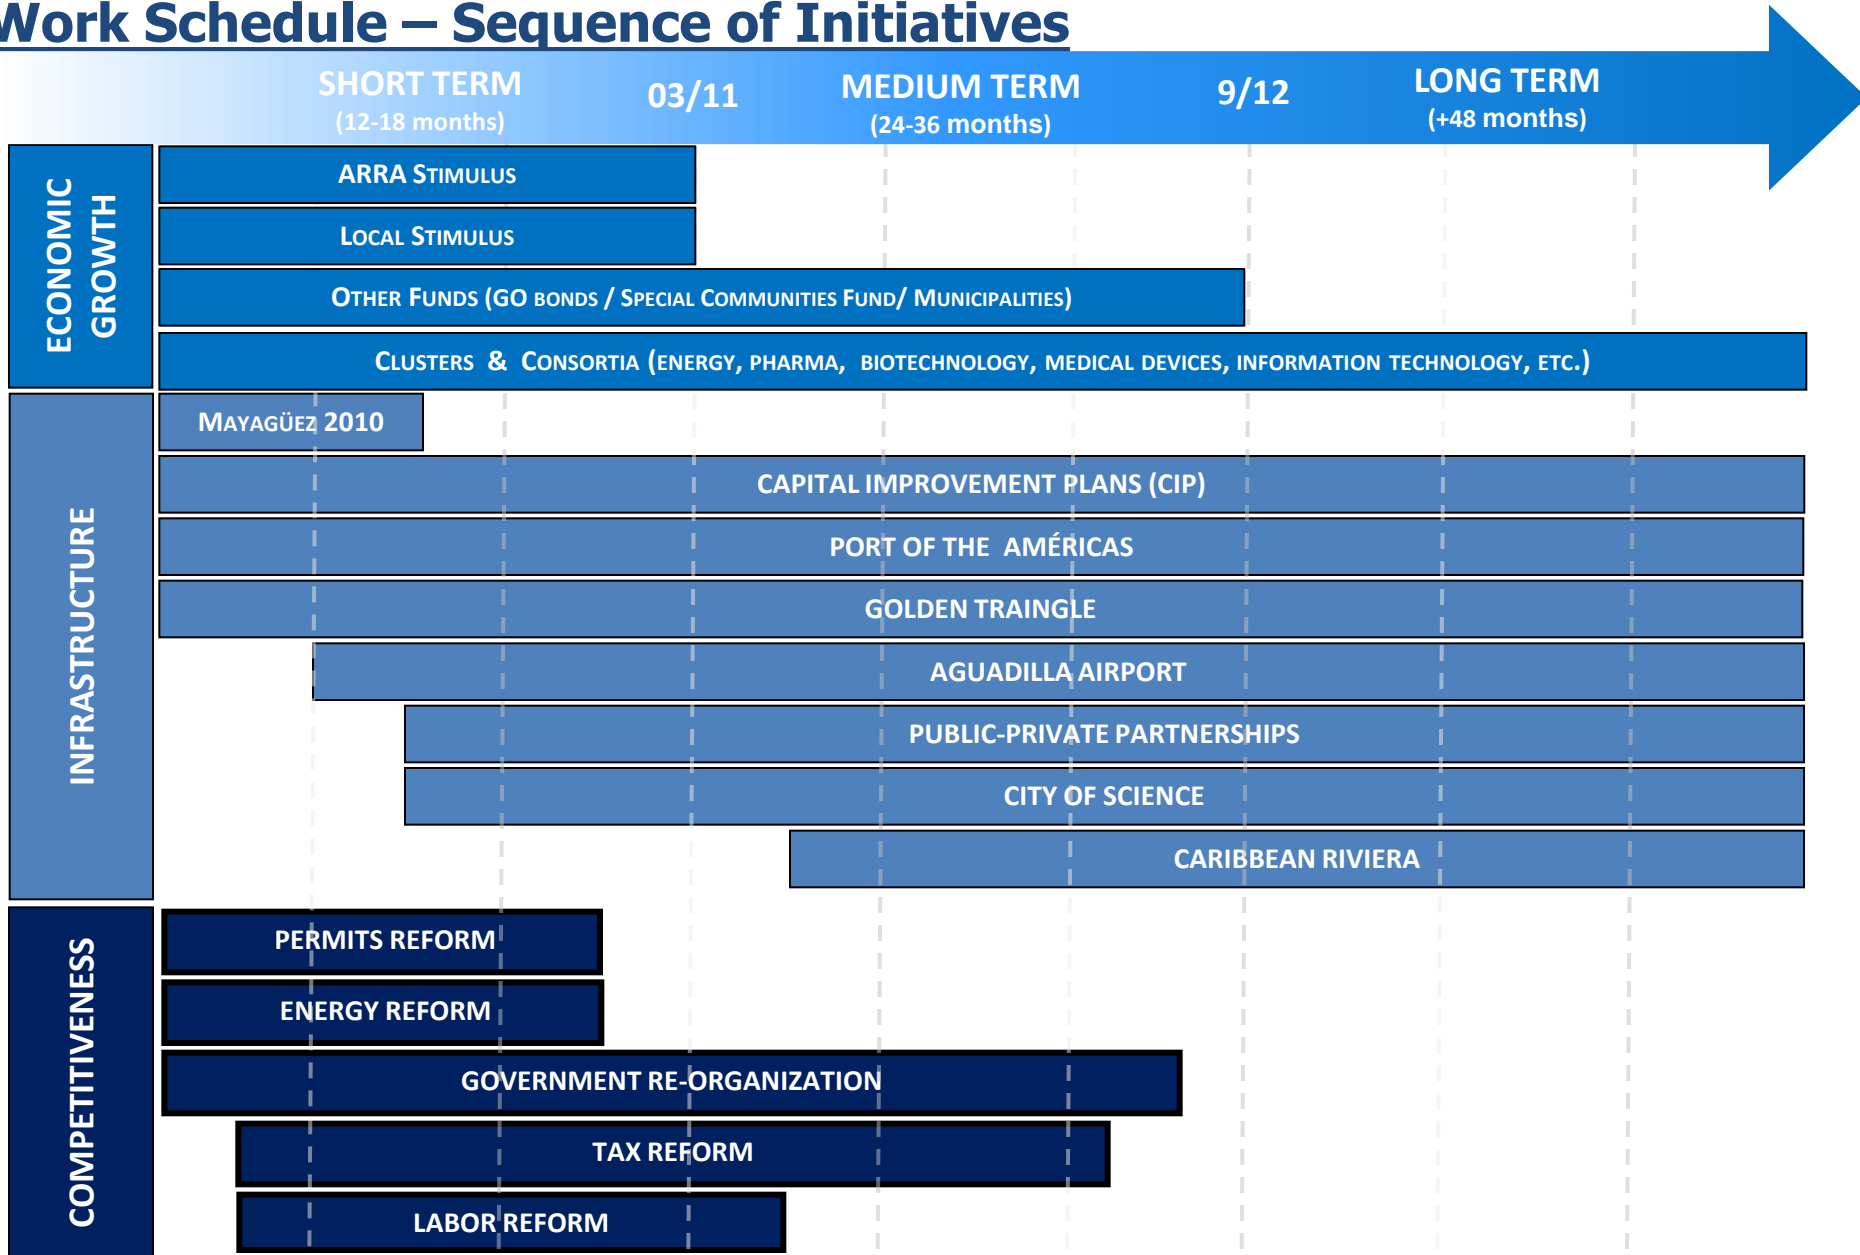 Work Schedule – Sequence of Initiatives
SHORT TERM
(12-18 months)
03/11
MEDIUM TERM
(24-36 months)
9/12
LONG TERM
(+48 months)
ECONOMIC
GROWTH
ARRA STIMULUS
LOCAL STIMULUS
OTHER FUNDS (GO BONDS / SPECIAL COMMUNITIES FUND/ MUNICIPALITIES)
CLUSTERS & CONSORTIA (ENERGY, PHARMA, BIOTECHNOLOGY, MEDICAL DEVICES, INFORMATION TECHNOLOGY, ETC.)
INFRASTRUCTURE
MAYAGÜEZ 2010
CAPITAL IMPROVEMENT PLANS (CIP)
PORT OF THE AMÉRICAS
GOLDEN TRAINGLE
AGUADILLA AIRPORT
PUBLIC-PRIVATE PARTNERSHIPS
CITY OF SCIENCE
CARIBBEAN RIVIERA
COMPETITIVENESS
PERMITS REFORM
ENERGY REFORM
GOVERNMENT RE-ORGANIZATION
TAX REFORM
LABOR REFORM